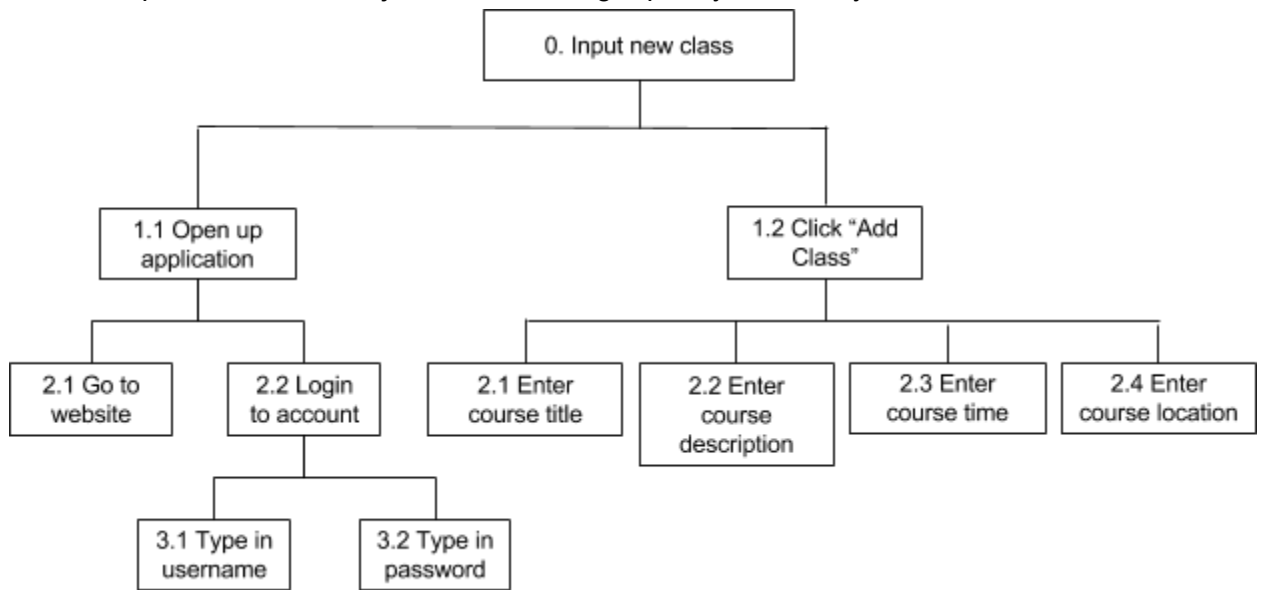 0. Input new class
1.1 Open up
application
1.2 Click “Add
Class”
2.1 Go to
website
2.2 Login
to account
2.1 Enter
course title
2.2 Enter
course
description
2.3 Enter
course time
2.4 Enter
course location
3.1 Type in
username
3.2 Type in
password